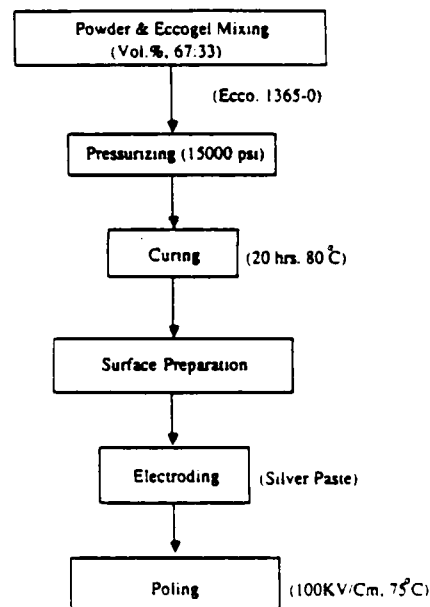 Powder & Eccogel Mixing
(Vol.%, 67:33)
(Ecco. 1365-0)
Pressurizing (15000 psi)
Curing
(20 hrs. 80°C)
Surface Preparation
Electroding
(Silver Paste)
Poling
(100KV/Cm, 75°C)